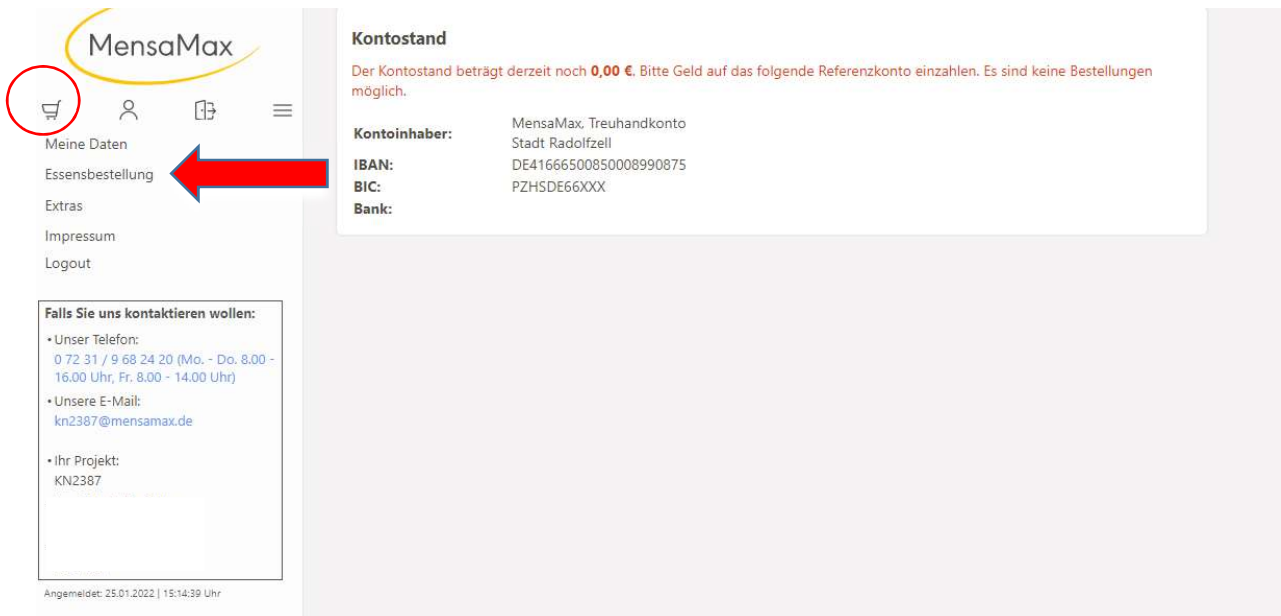 MensaMax
Meine Daten
Essensbestellung
Extras
Impressum
Logout
Falls Sie uns kontaktieren wollen:
• Unser Telefon:
0 72 31 / 9 68 24 20 (Mo. - Do. 8.00 -
16.00 Uhr, Fr. 8.00 - 14.00 Uhr)
• Unsere E-Mail:
kn2387@mensamax.de
• Ihr Projekt:
KN2387
Angemeldet: 25.01.2022 | 15:14:39 Uhr
Kontostand
Der Kontostand beträgt derzeit noch 0,00 €. Bitte Geld auf das folgende Referenzkonto einzahlen. Es sind keine Bestellungen
möglich.
Kontoinhaber: MensaMax, Treuhandkonto
Stadt Radolfzell
IBAN: DE41666500850008990875
BIC: PZHSDE66XXX
Bank: